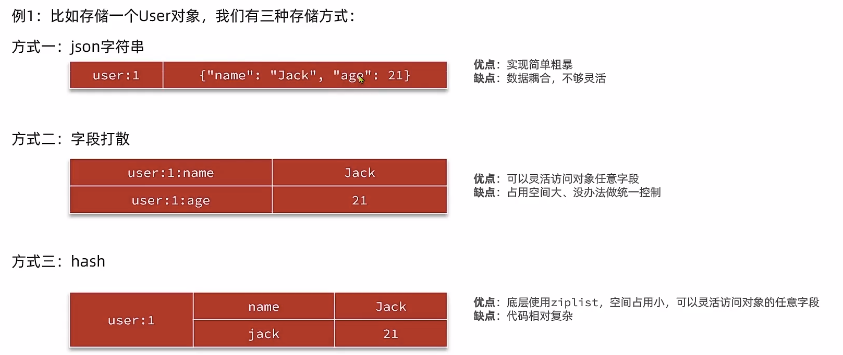 例1：比如存储一个User对象，我们有三种存储方式：
方式一：json字符串
user:1 {"name": "Jack", "age": 21}
优点：实现简单粗暴
缺点：数据耦合，不够灵活
方式二：字段打散
user:1:name Jack
user:1:age 21
优点：可以灵活访问对象任意字段
缺点：占用空间大、没办法做统一控制
方式三：hash
user:1
name Jack
jack 21
优点：底层使用ziplist，空间占用小，可以灵活访问对象的任意字段
缺点：代码相对复杂